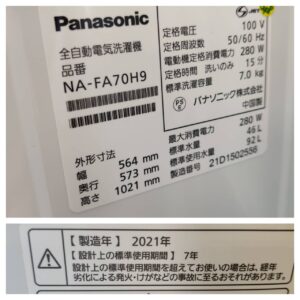 Panasonic
全自動電気洗濯機
品番
NA-FA70H9
外形寸法
幅 564 mm
奥行 573 mm
高さ 1021 mm
定格電圧 100 V
定格周波数 50/60 Hz
電動機定格消費電力 280 W
定格時間 洗いのみ 15 分
標準洗濯容量 7.0 kg
PSE
パナソニック株式会社
中国製
最大消費電力 280 W
標準水量 46 L
標準使用水量 92 L
製造番号 21D1502556
【製造年】2021年
【設計上の標準使用期間】 7年
設計上の標準使用期間を超えてお使いの場合は、経年
劣化による発火・けがなどの事故に至るおそれがあります。